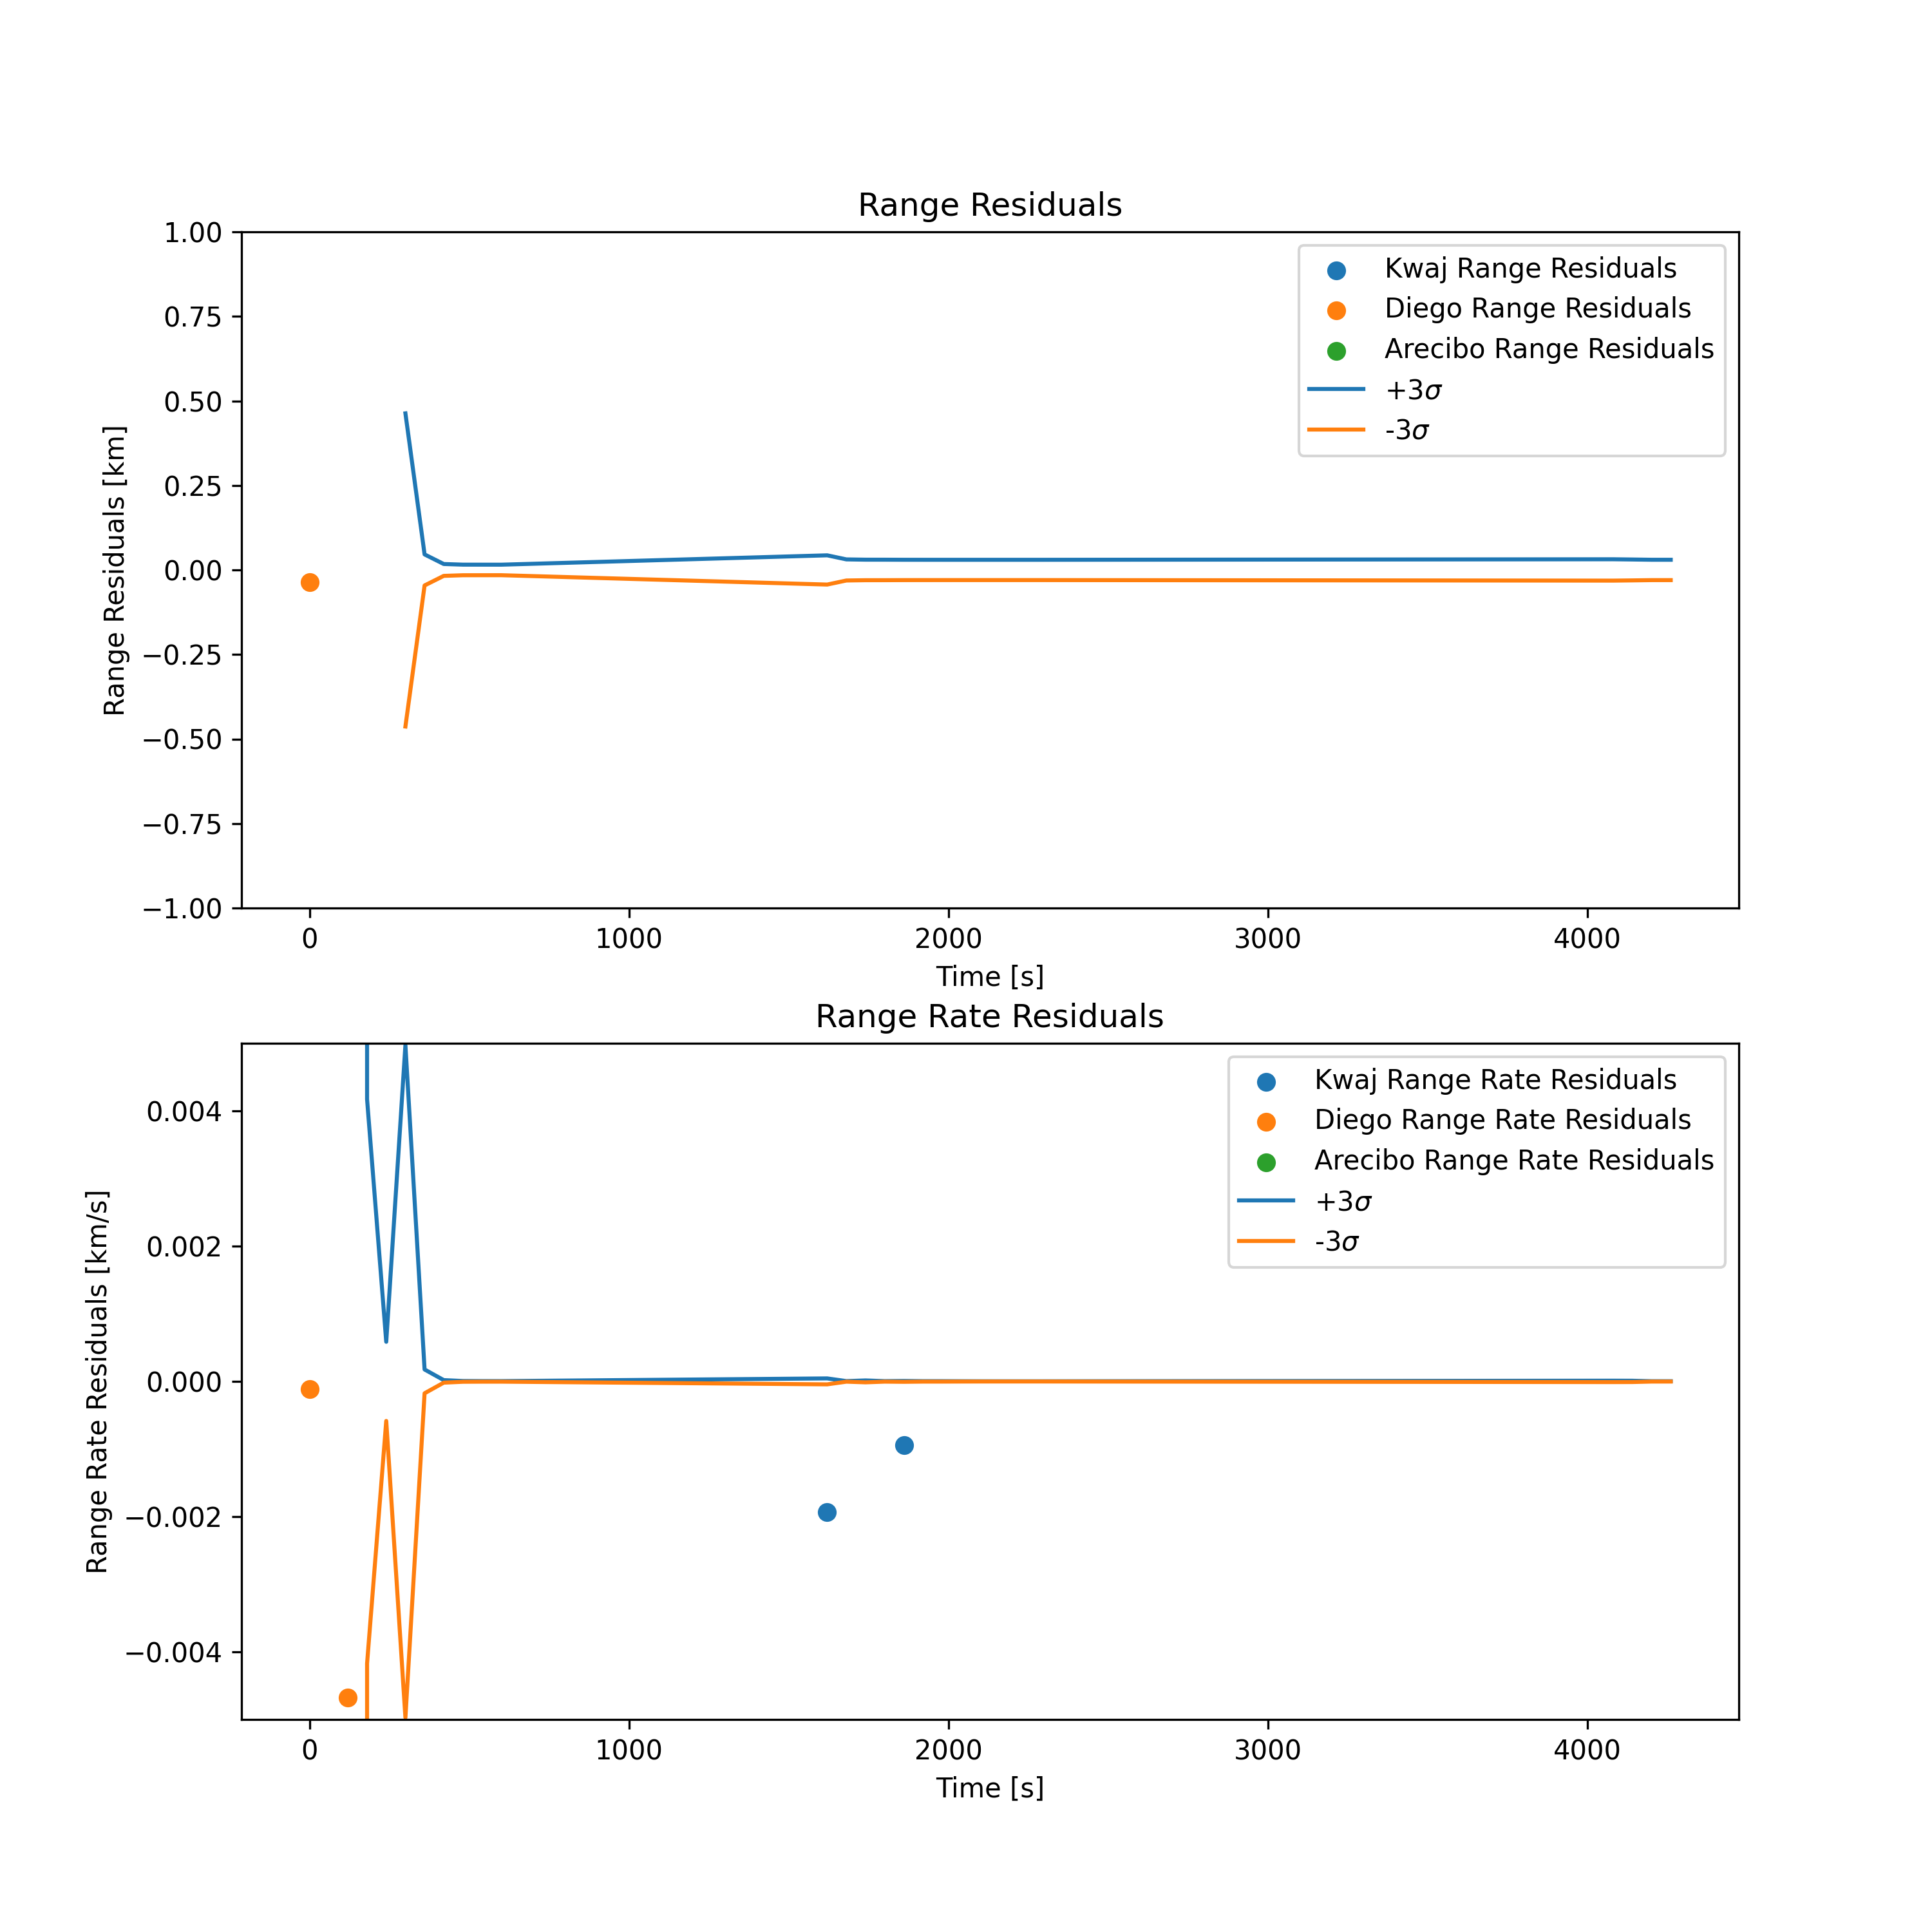 Range Residuals
1.00
0.75
0.50
0.25
0.00
−0.25
−0.50
−0.75
−1.00
Range Residuals [km]
Kwaj Range Residuals
Diego Range Residuals
Arecibo Range Residuals
+3σ
-3σ
0 1000 2000 3000 4000
Time [s]
Range Rate Residuals
0.004
0.002
0.000
−0.002
−0.004
Range Rate Residuals [km/s]
Kwaj Range Rate Residuals
Diego Range Rate Residuals
Arecibo Range Rate Residuals
+3σ
-3σ
0 1000 2000 3000 4000
Time [s]